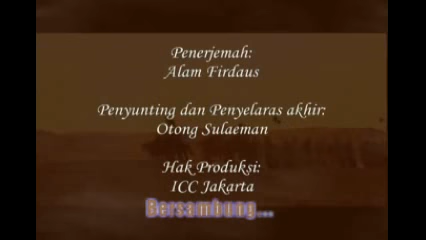 Penerjemah:
Alam Firdaus
Penyunting dan Penyelaras akhir:
Otong Sulaeman
Hak Produksi:
ICC Jakarta
Bersambung...